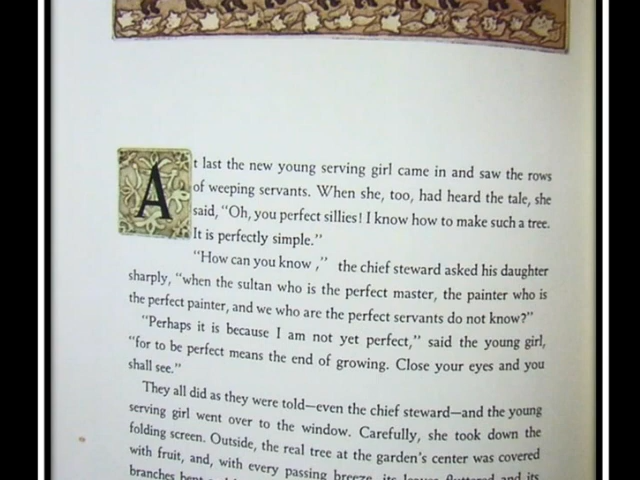 At last the new young serving girl came in and saw the rows
of weeping servants. When she, too, had heard the tale, she
said, “Oh, you perfect sillies! I know how to make such a tree.
It is perfectly simple.”
“How can you know ,” the chief steward asked his daughter
sharply, “when the sultan who is the perfect master, the painter who is
the perfect painter, and we who are the perfect servants do not know?”
“Perhaps it is because I am not yet perfect,” said the young girl,
“for to be perfect means the end of growing. Close your eyes and you
shall see.”
They all did as they were told—even the chief steward—and the young
serving girl went over to the window. Carefully, she took down the
folding screen. Outside, the real tree at the garden's center was covered
with fruit, and, with every passing breeze, its leaves fluttered and its
branches